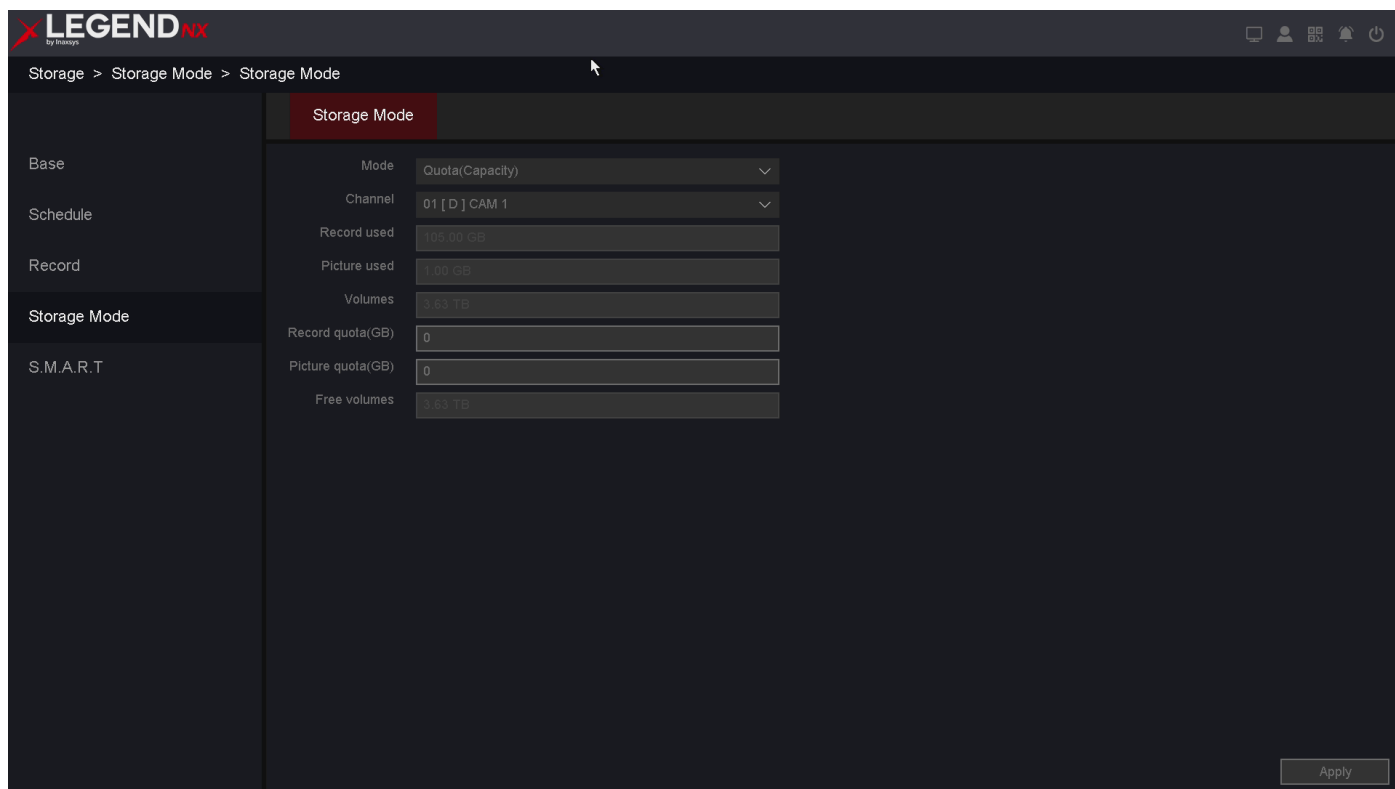 LEGENDNX
by Inaxsys
Storage > Storage Mode > Storage Mode
Storage Mode
Base
Schedule
Record
Storage Mode
S.M.A.R.T
Mode Quota(Capacity)
Channel 01 [ D ] CAM 1
Record used 105.00 GB
Picture used 1.00 GB
Volumes 3.63 TB
Record quota(GB) 0
Picture quota(GB) 0
Free volumes 3.63 TB
Apply